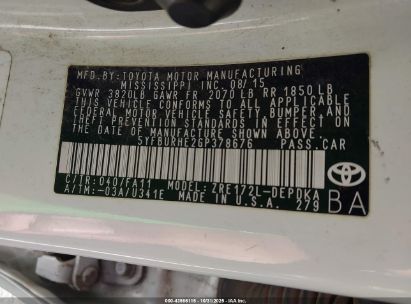 MFD.BY:TOYOTA MOTOR MANUFACTURING
MISSISSIPPI, INC. 08/15
GVWR 3820LB GAWR FR 2070 LB RR 1850LB
THIS VEHICLE CONFORMS TO ALL APPLICABLE
FEDERAL MOTOR VEHICLE SAFETY, BUMPER, AND
THEFT PREVENTION STANDARDS IN EFFECT ON
THE DATE OF MANUFACTURE SHOWN ABOVE.
5YFBURHE2GP378676 PASS.CAR
C/TR:040/FA11 MODEL:ZRE172L-DEPDKA
A/TM:-03A/U341E MADE IN U.S.A. 279
BA
TOYOTA